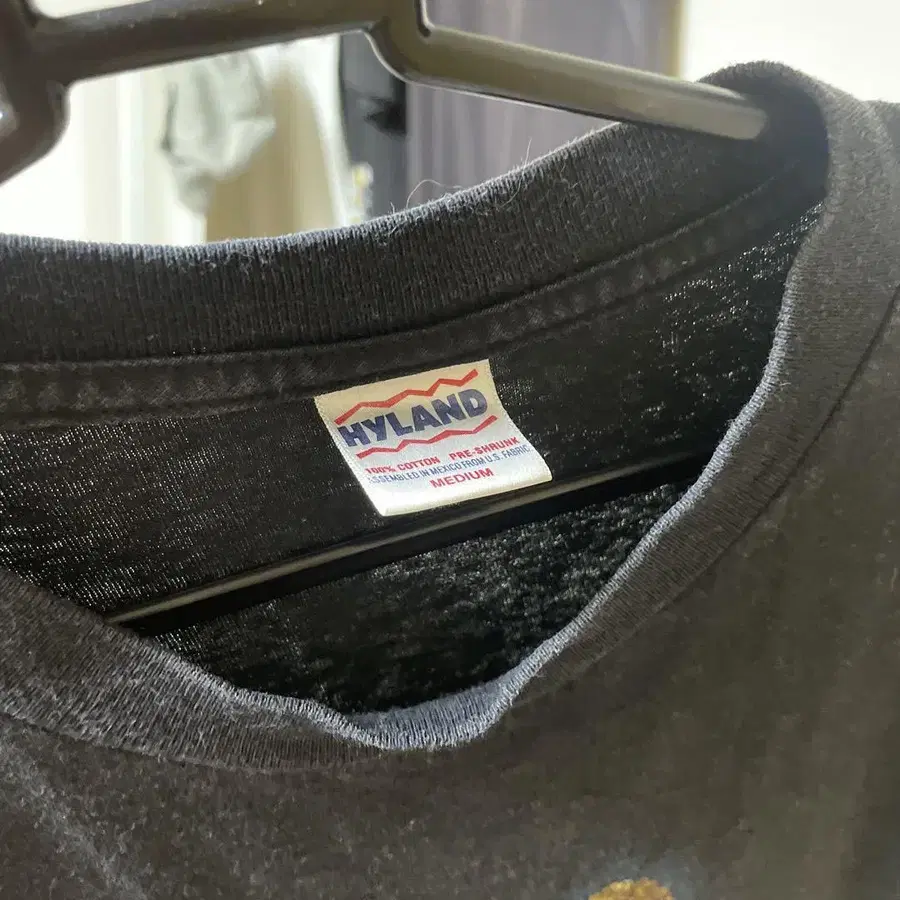 HYLAND
100% COTTON PRE-SHRUNK
ASSEMBLED IN MEXICO FROM U.S. FABRIC
MEDIUM